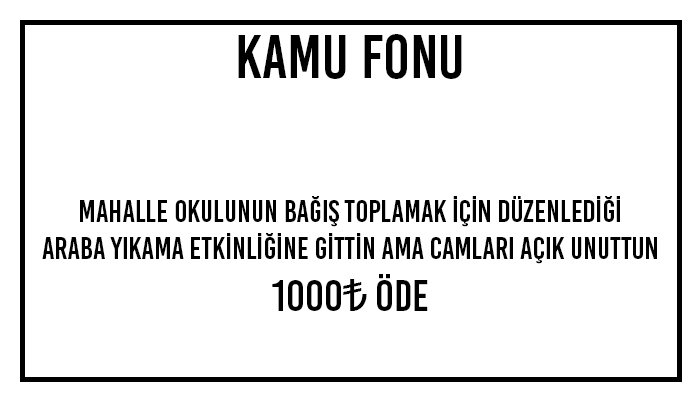 KAMU FONU
MAHALLE OKULUNUN BAĞIŞ TOPLAMAK İÇİN DÜZENLEDİĞİ
ARABA YIKAMA ETKİNLİĞİNE GİTTİN AMA CAMLARI AÇIK UNUTTUN
1000₺ ÖDE